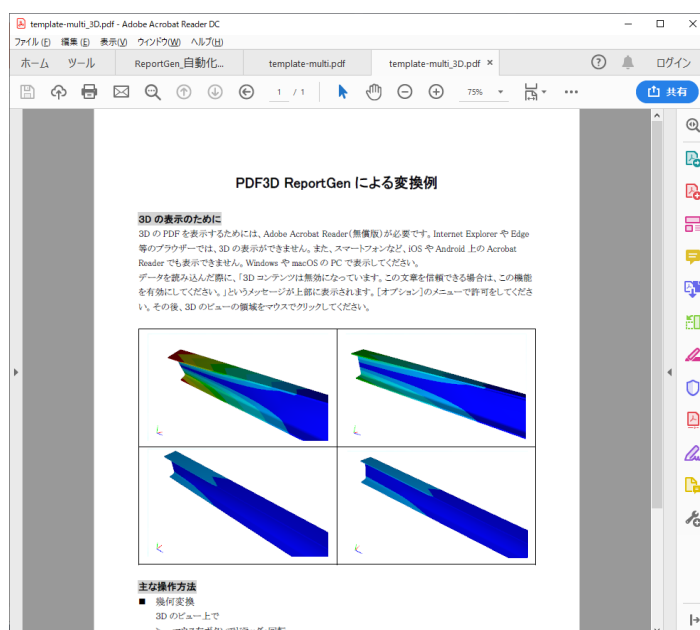 template-multi_3D.pdf - Adobe Acrobat Reader DC
ファイル(F) 編集(E) 表示(V) ウィンドウ(W) ヘルプ(H)
ホーム ツール ReportGen_自動化... template-multi.pdf template-multi_3D.pdf × ログイン
1 / 1 75% 共有
PDF3D ReportGen による変換例
3D の表示のために
3D の PDF を表示するためには、Adobe Acrobat Reader(無償版)が必要です。Internet Explorer や Edge
等のブラウザーでは、3D の表示ができません。また、スマートフォンなど、iOS や Android 上の Acrobat
Reader でも表示できません。Windows や macOS の PC で表示してください。
データを読み込んだ際に、「3D コンテンツは無効になっています。この文章を信頼できる場合は、この機能
を有効にしてください。」というメッセージが上部に表示されます。[オプション]のメニューで許可をしてくださ
い。その後、3D のビューの領域をマウスでクリックしてください。
主な操作方法
■ 幾何変換
3D のビュー上で